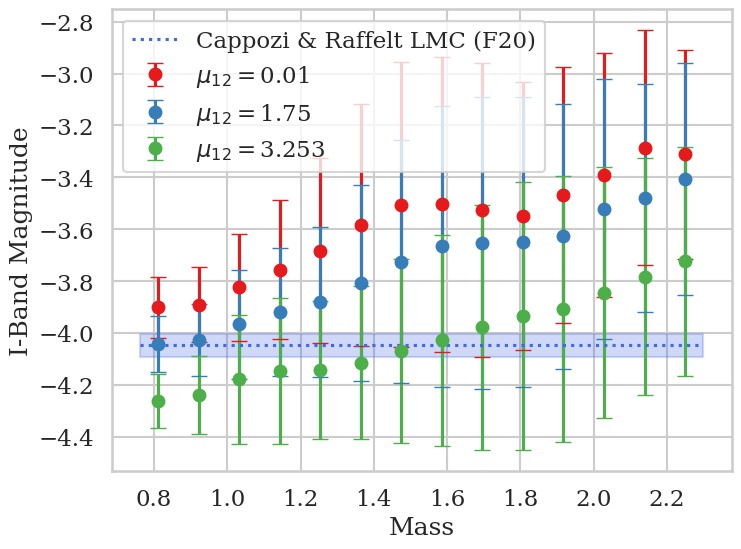 −2.8
−3.0
−3.2
−3.4
−3.6
−3.8
−4.0
−4.2
−4.4
I-Band Magnitude
Cappozi & Raffelt LMC (F20)
μ₁₂ = 0.01
μ₁₂ = 1.75
μ₁₂ = 3.253
0.8 1.0 1.2 1.4 1.6 1.8 2.0 2.2
Mass